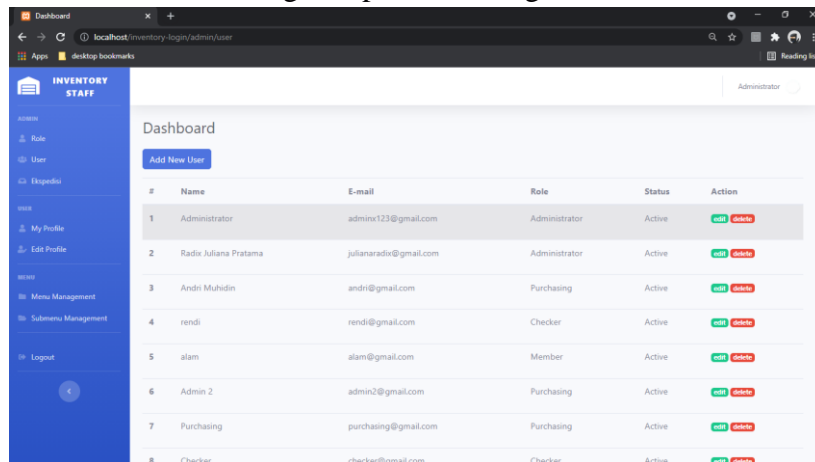 Dashboard
localhost/inventory-login/admin/user
Apps desktop bookmarks Reading lis
INVENTORY
STAFF
Administrator
ADMIN
Role
User
Ekspedisi
USER
My Profile
Edit Profile
MENU
Menu Management
Submenu Management
Logout
Dashboard
Add New User
# Name E-mail Role Status Action
1 Administrator adminx123@gmail.com Administrator Active edit delete
2 Radix Juliana Pratama julianaradix@gmail.com Administrator Active edit delete
3 Andri Muhidin andri@gmail.com Purchasing Active edit delete
4 rendi rendi@gmail.com Checker Active edit delete
5 alam alam@gmail.com Member Active edit delete
6 Admin 2 admin2@gmail.com Purchasing Active edit delete
7 Purchasing purchasing@gmail.com Purchasing Active edit delete
8 Checker checker@gmail.com Checker Active edit delete